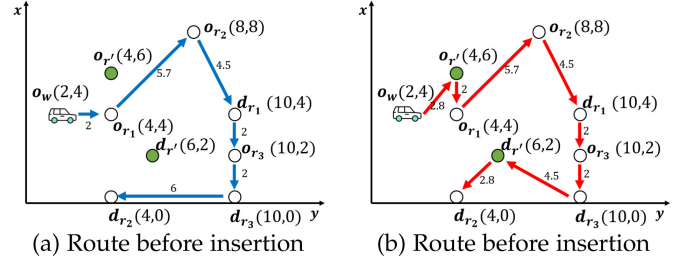 x
o_{r_2}(8,8)
o_{r'}(4,6)
5.7
4.5
o_w(2,4)
2
d_{r_1}(10,4)
o_{r_1}(4,4)
2
d_{r'}(6,2)
o_{r_3}(10,2)
2
6
d_{r_2}(4,0)
d_{r_3}(10,0)
y
(a) Route before insertion
x
o_{r_2}(8,8)
o_{r'}(4,6)
5.7
4.5
o_w(2,4)
2
2.8
d_{r_1}(10,4)
o_{r_1}(4,4)
2
d_{r'}(6,2)
o_{r_3}(10,2)
2
2.8
4.5
d_{r_2}(4,0)
d_{r_3}(10,0)
y
(b) Route before insertion